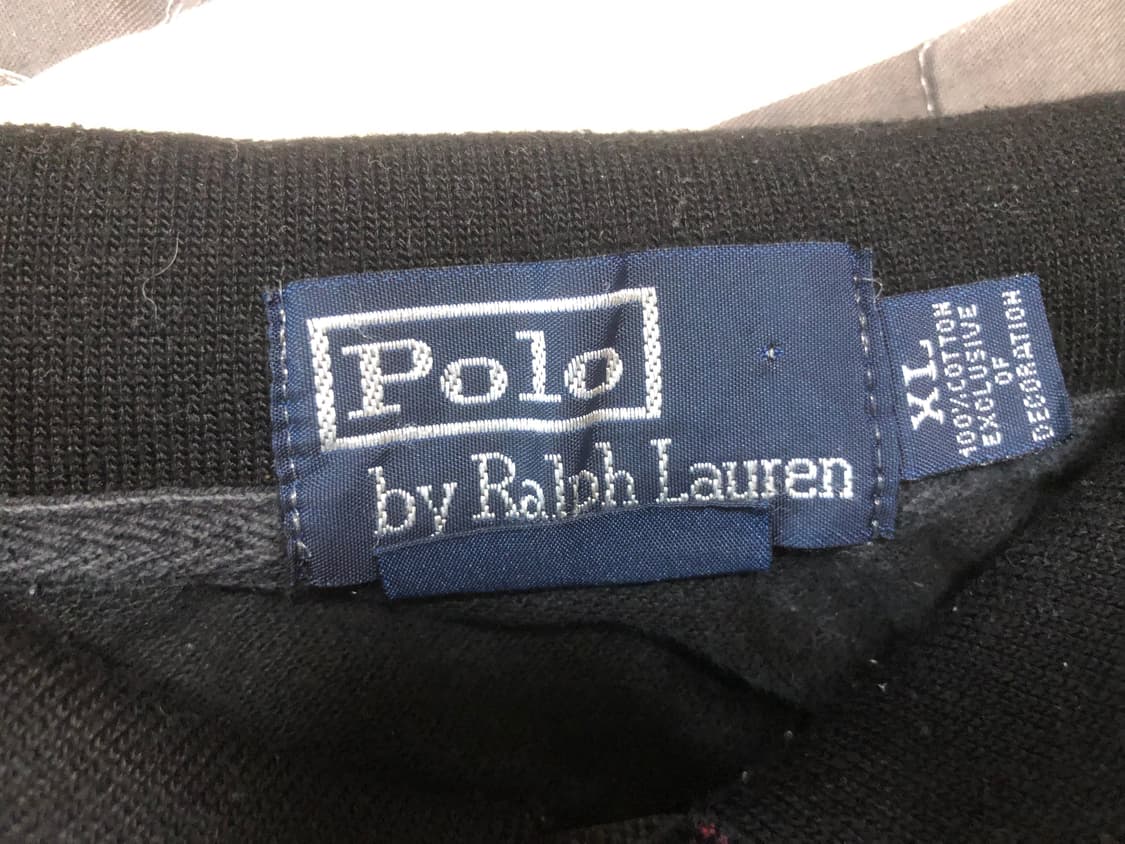 Polo
by Ralph Lauren
XL
100% COTTON
EXCLUSIVE
OF
DECORATION